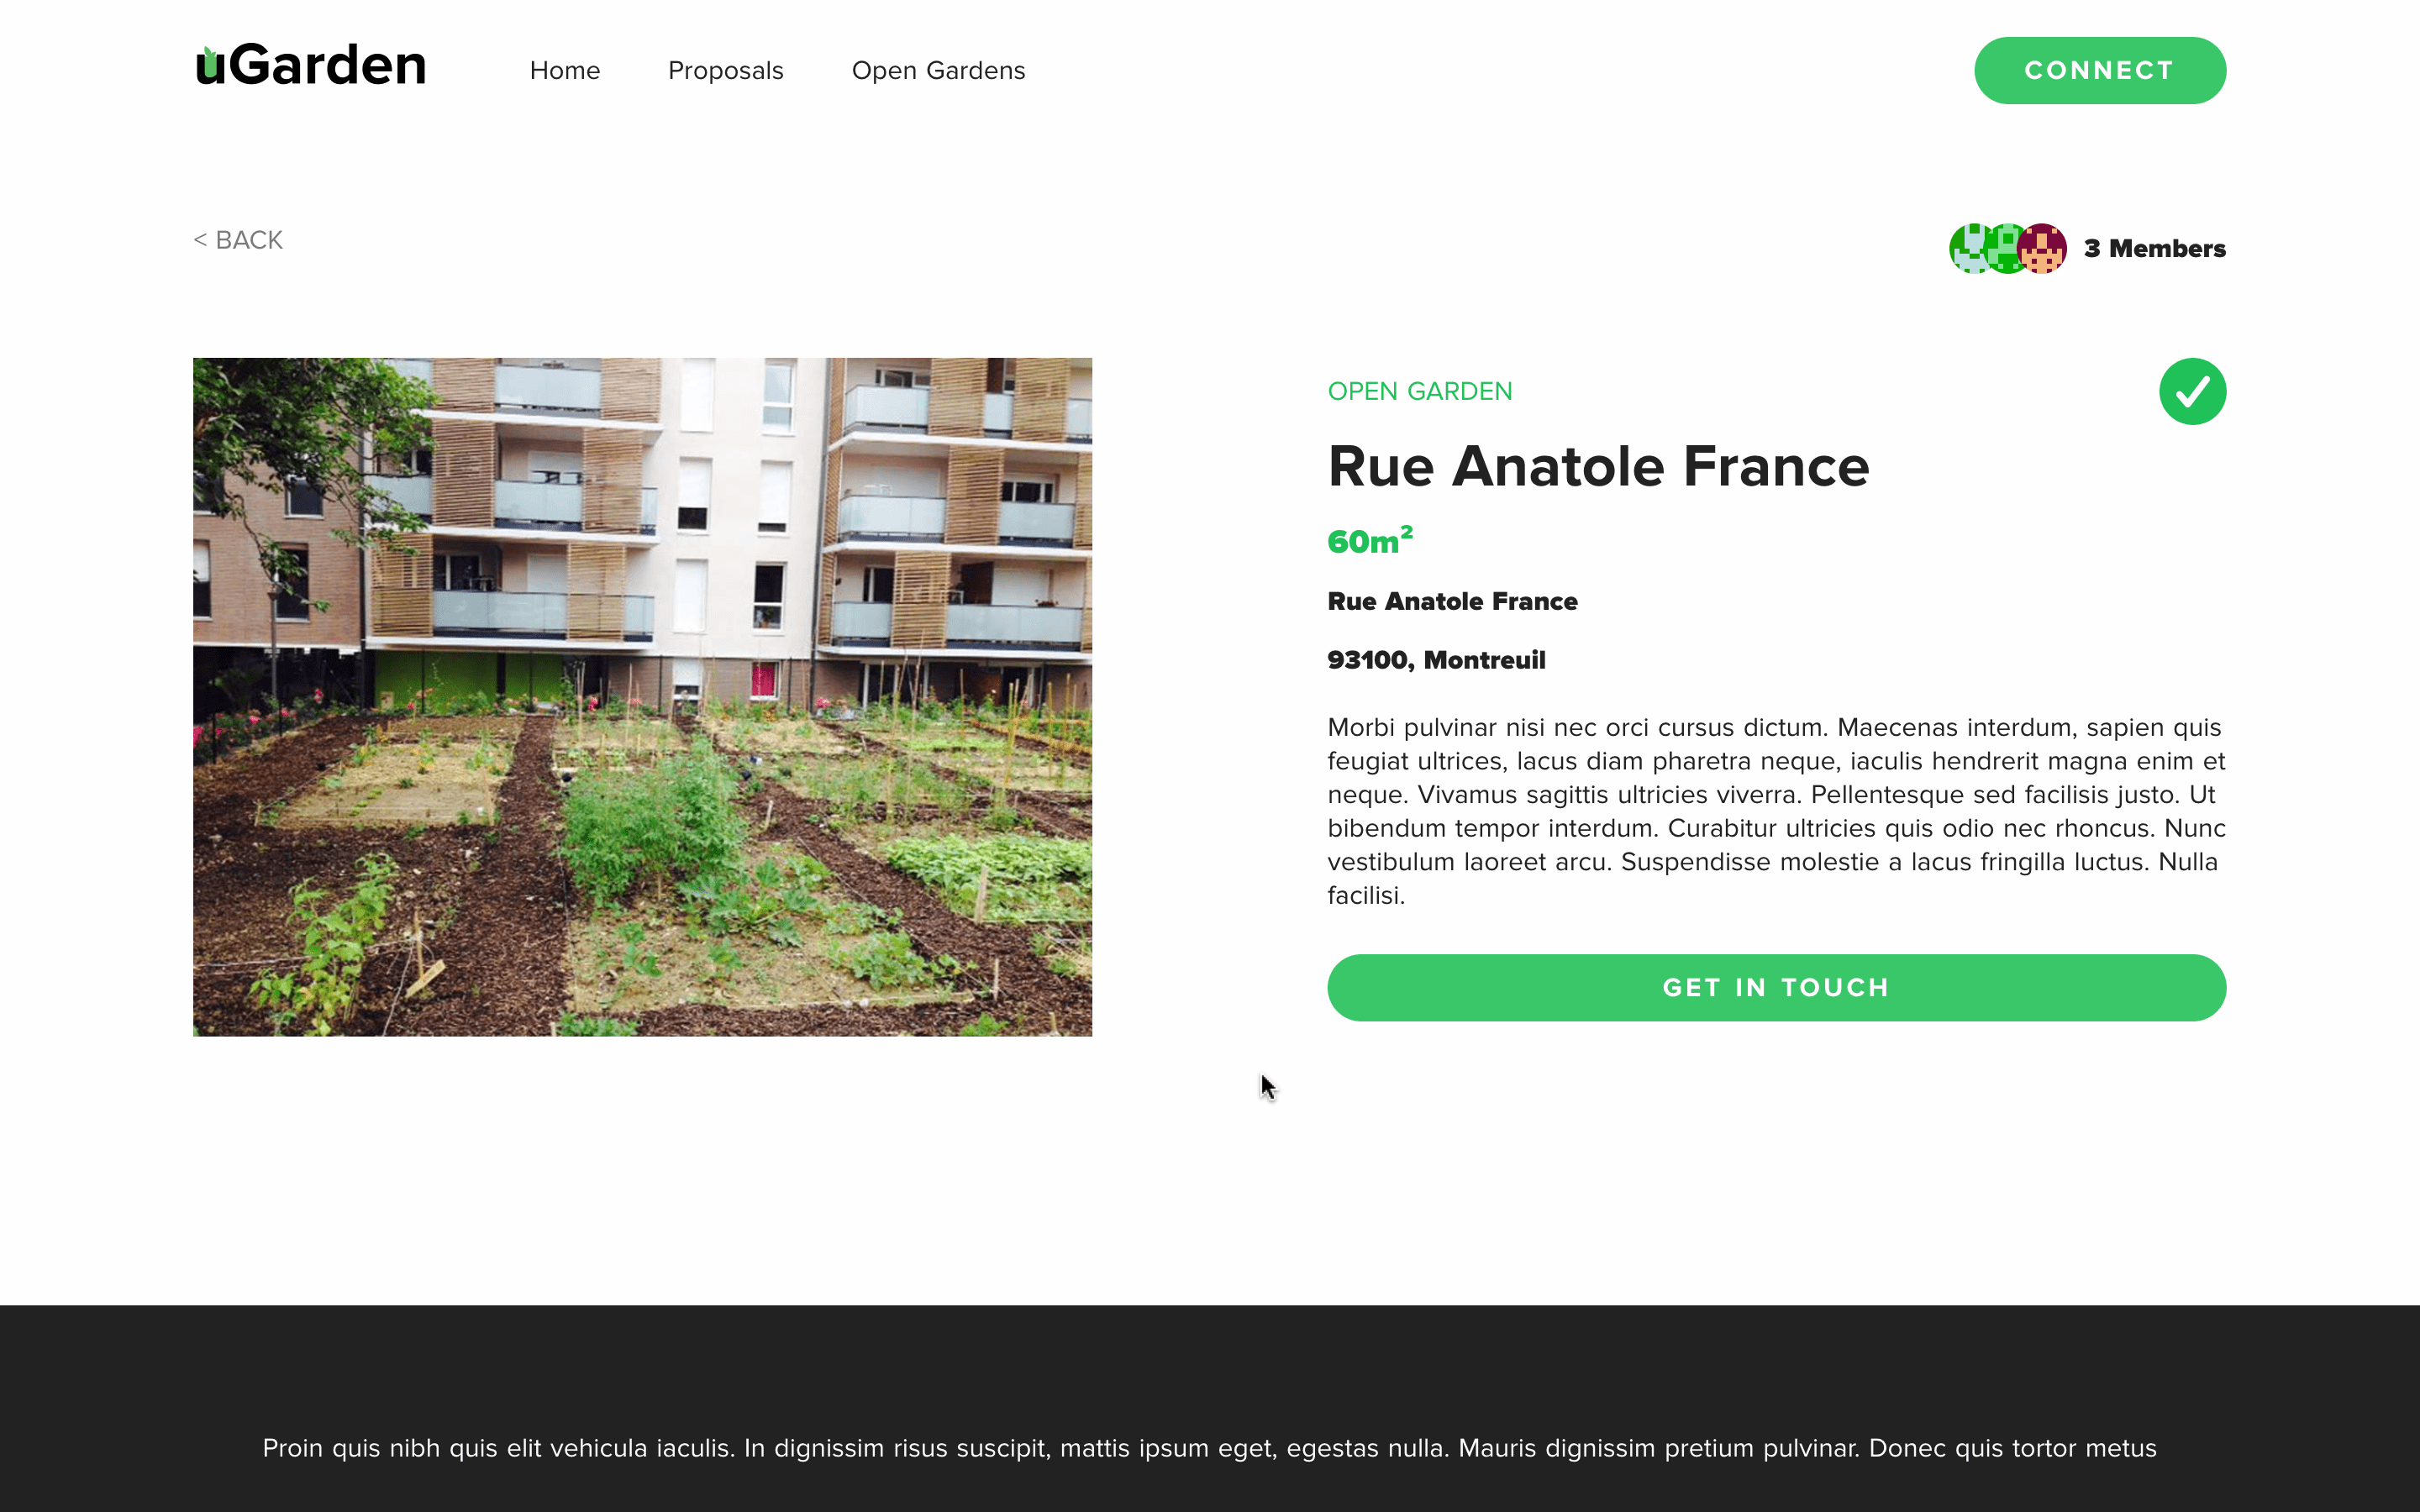 uGarden
Home
Proposals
Open Gardens
CONNECT
< BACK
3 Members
OPEN GARDEN
Rue Anatole France
60m²
Rue Anatole France
93100, Montreuil
Morbi pulvinar nisi nec orci cursus dictum. Maecenas interdum, sapien quis
feugiat ultrices, lacus diam pharetra neque, iaculis hendrerit magna enim et
neque. Vivamus sagittis ultricies viverra. Pellentesque sed facilisis justo. Ut
bibendum tempor interdum. Curabitur ultricies quis odio nec rhoncus. Nunc
vestibulum laoreet arcu. Suspendisse molestie a lacus fringilla luctus. Nulla
facilisi.
GET IN TOUCH
Proin quis nibh quis elit vehicula iaculis. In dignissim risus suscipit, mattis ipsum eget, egestas nulla. Mauris dignissim pretium pulvinar. Donec quis tortor metus